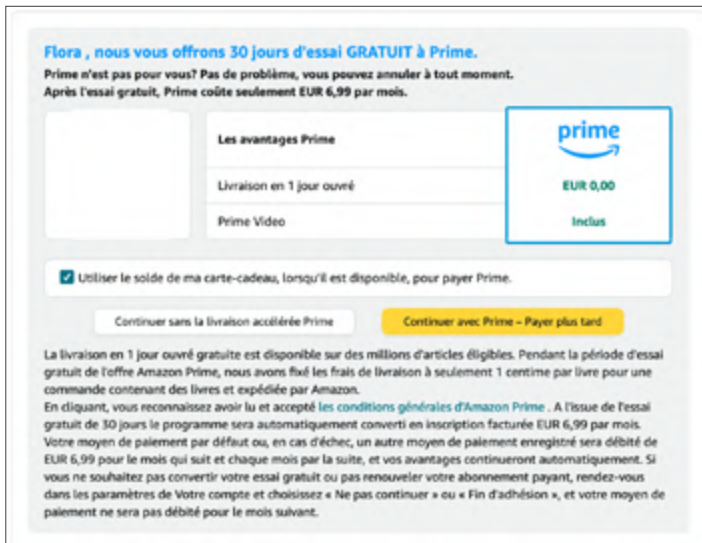 Flora , nous vous offrons 30 jours d'essai GRATUIT à Prime.
Prime n'est pas pour vous? Pas de problème, vous pouvez annuler à tout moment.
Après l'essai gratuit, Prime coûte seulement EUR 6,99 par mois.
Les avantages Prime
prime
Livraison en 1 jour ouvré EUR 0,00
Prime Video Inclus
Utiliser le solde de ma carte-cadeau, lorsqu'il est disponible, pour payer Prime.
Continuer sans la livraison accélérée Prime Continuer avec Prime – Payer plus tard
La livraison en 1 jour ouvré gratuite est disponible sur des millions d'articles éligibles. Pendant la période d'essai
gratuit de l'offre Amazon Prime, nous avons fixé les frais de livraison à seulement 1 centime par livre pour une
commande contenant des livres et expédiée par Amazon.
En cliquant, vous reconnaissez avoir lu et accepté les conditions générales d'Amazon Prime . A l'issue de l'essai
gratuit de 30 jours le programme sera automatiquement converti en inscription facturée EUR 6,99 par mois.
Votre moyen de paiement par défaut ou, en cas d'échec, un autre moyen de paiement enregistré sera débité de
EUR 6,99 pour le mois qui suit et chaque mois par la suite, et vos avantages continueront automatiquement. Si
vous ne souhaitez pas convertir votre essai gratuit ou pas renouveler votre abonnement payant, rendez-vous
dans les paramètres de Votre compte et choisissez « Ne pas continuer » ou « Fin d'adhésion », et votre moyen de
paiement ne sera pas débité pour le mois suivant.